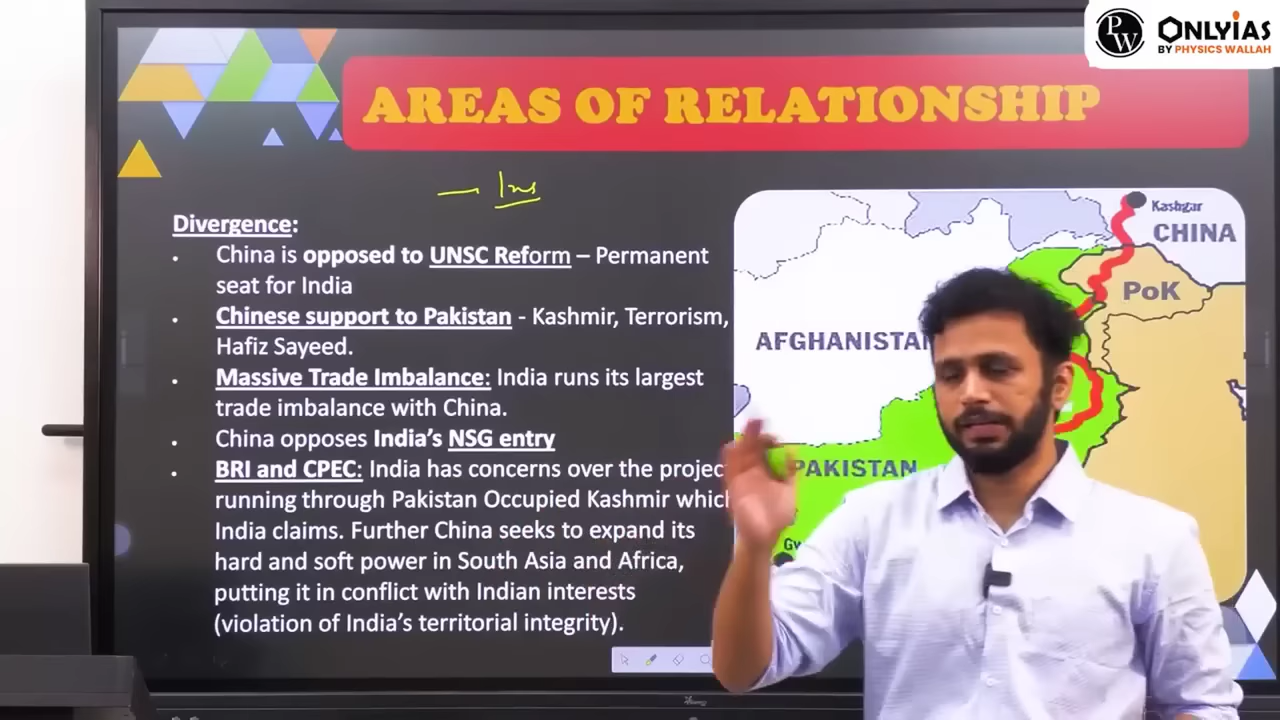 PW ONLYIAS
BY PHYSICS WALLAH
AREAS OF RELATIONSHIP
Divergence:
• China is opposed to UNSC Reform – Permanent
seat for India
• Chinese support to Pakistan - Kashmir, Terrorism,
Hafiz Sayeed.
• Massive Trade Imbalance: India runs its largest
trade imbalance with China.
• China opposes India's NSG entry
• BRI and CPEC: India has concerns over the projec
running through Pakistan Occupied Kashmir whic
India claims. Further China seeks to expand its
hard and soft power in South Asia and Africa,
putting it in conflict with Indian interests
(violation of India's territorial integrity).
Kashgar
CHINA
PoK
AFGHANISTA
PAKISTAN
Gw